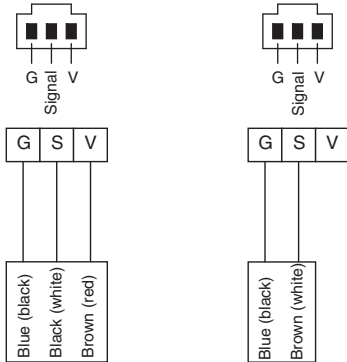 G Signal V
G S V
Blue (black)
Black (white)
Brown (red)
G Signal V
G S V
Blue (black)
Brown (white)